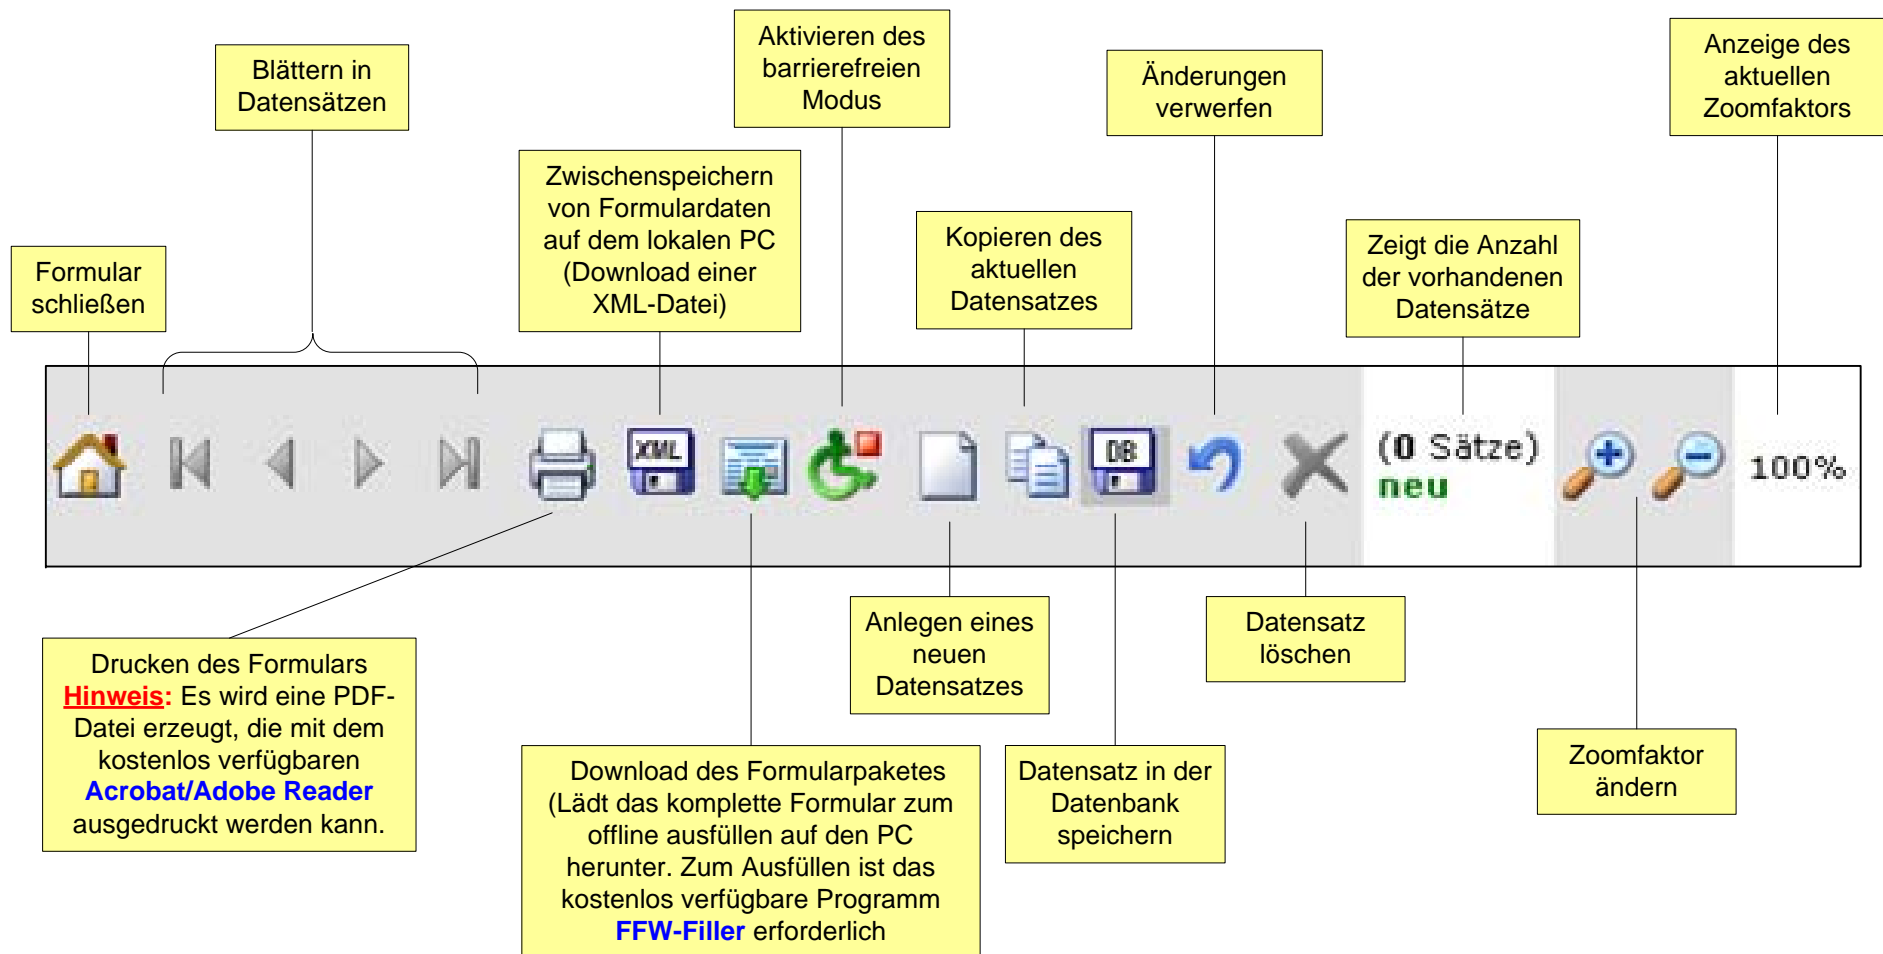 Aktivieren des
barrierefreien
Modus
Anzeige des
aktuellen
Zoomfaktors
Blättern in
Datensätzen
Änderungen
verwerfen
Zwischenspeichern
von Formulardaten
auf dem lokalen PC
(Download einer
XML-Datei)
Kopieren des
aktuellen
Datensatzes
Zeigt die Anzahl
der vorhandenen
Datensätze
Formular
schließen
XML
DB
(0 Sätze)
neu
100%
Drucken des Formulars
Hinweis: Es wird eine PDF-
Datei erzeugt, die mit dem
kostenlos verfügbaren
Acrobat/Adobe Reader
ausgedruckt werden kann.
Anlegen eines
neuen
Datensatzes
Datensatz
löschen
Download des Formularpaketes
(Lädt das komplette Formular zum
offline ausfüllen auf den PC
herunter. Zum Ausfüllen ist das
kostenlos verfügbare Programm
FFW-Filler erforderlich
Datensatz in der
Datenbank
speichern
Zoomfaktor
ändern